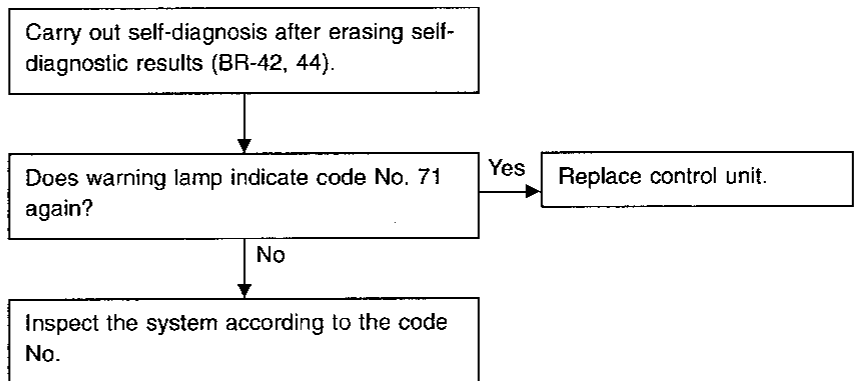 Carry out self-diagnosis after erasing self-
diagnostic results (BR-42, 44).
Does warning lamp indicate code No. 71
again?
Yes
Replace control unit.
No
Inspect the system according to the code
No.